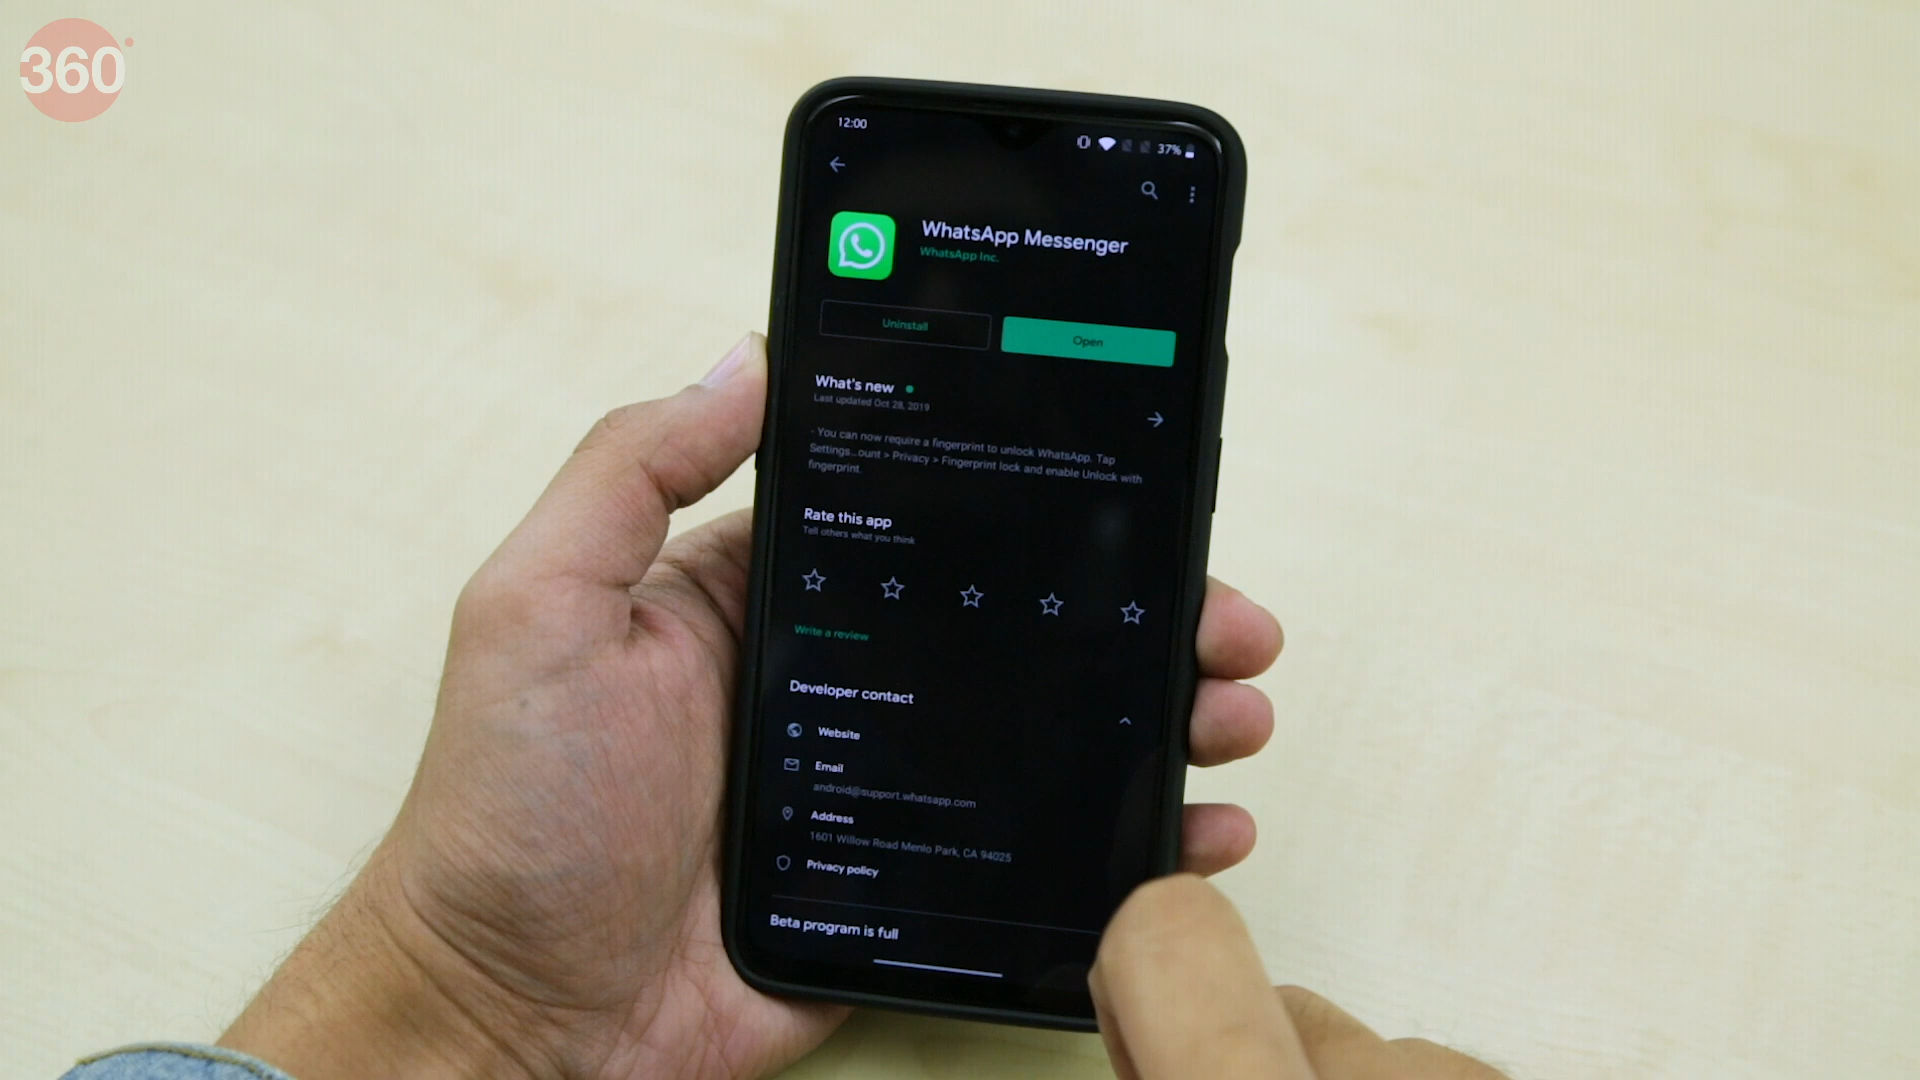 360
12:00
37%
WhatsApp Messenger
WhatsApp Inc.
Uninstall
Open
What's new
Last updated Oct 28, 2019
- You can now require a fingerprint to unlock WhatsApp. Tap
Settings...ount > Privacy > Fingerprint lock and enable Unlock with
fingerprint.
Rate this app
Tell others what you think
Write a review
Developer contact
Website
Email
android@support.whatsapp.com
Address
1601 Willow Road Menlo Park, CA 94025
Privacy policy
Beta program is full